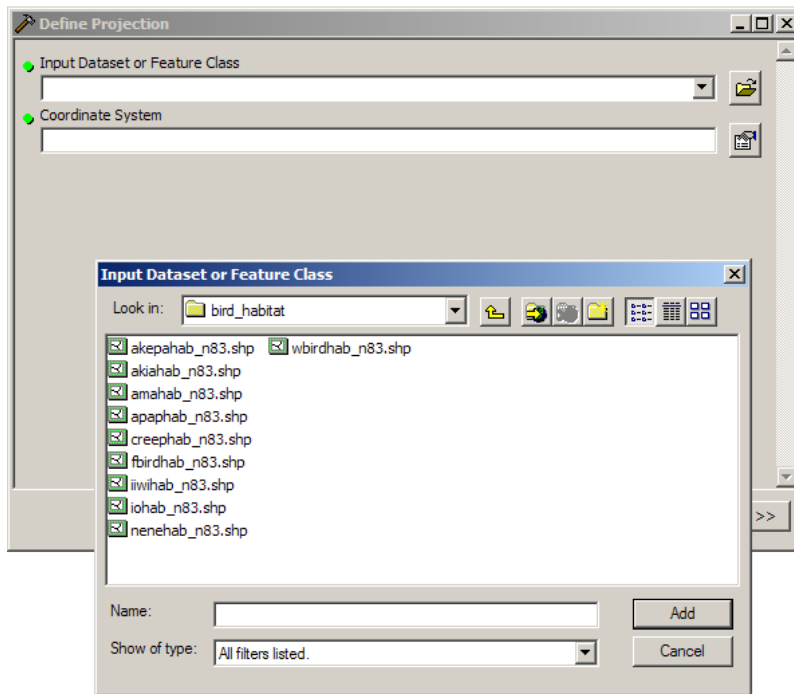 Define Projection
Input Dataset or Feature Class
Coordinate System
>>
Input Dataset or Feature Class
Look in: bird_habitat
akepahab_n83.shp wbirdhab_n83.shp
akiahab_n83.shp
amahab_n83.shp
apaphab_n83.shp
creephab_n83.shp
fbirdhab_n83.shp
iiwihab_n83.shp
iohab_n83.shp
nenehab_n83.shp
Name: Add
Show of type: All filters listed. Cancel